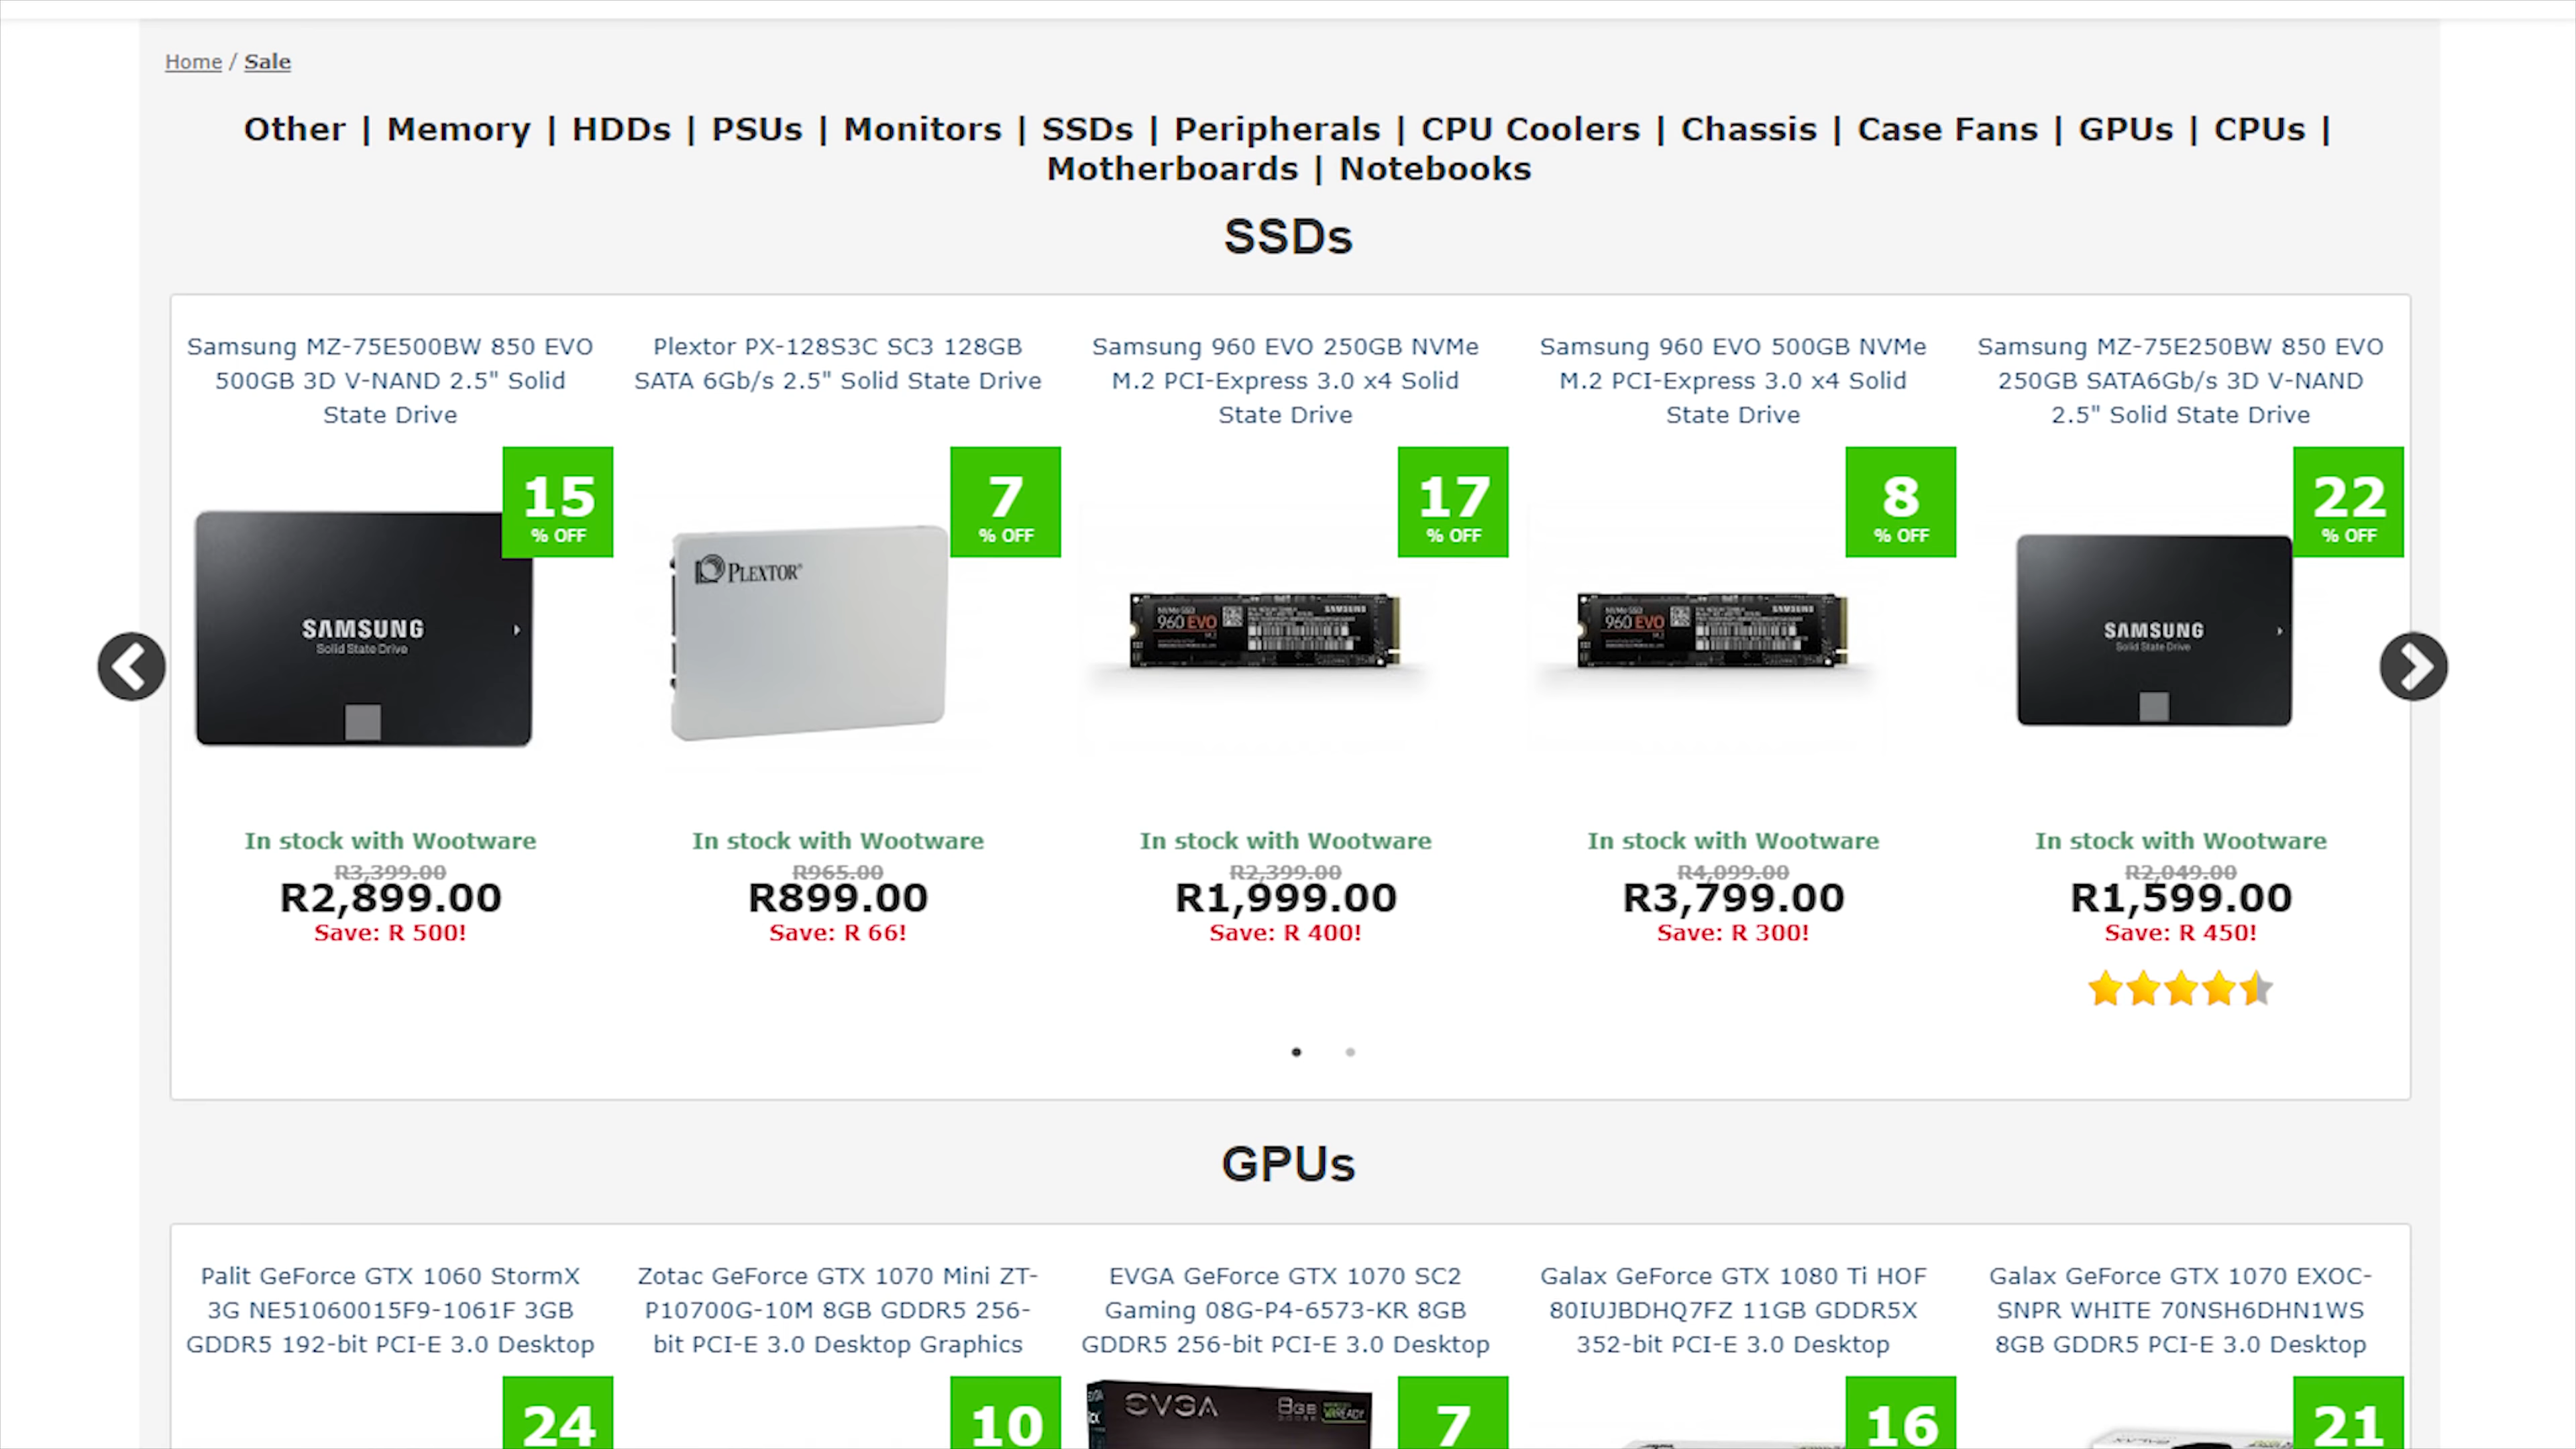 Home / Sale
Other | Memory | HDDs | PSUs | Monitors | SSDs | Peripherals | CPU Coolers | Chassis | Case Fans | GPUs | CPUs |
Motherboards | Notebooks
SSDs
Samsung MZ-75E500BW 850 EVO
500GB 3D V-NAND 2.5" Solid
State Drive
Plextor PX-128S3C SC3 128GB
SATA 6Gb/s 2.5" Solid State Drive
Samsung 960 EVO 250GB NVMe
M.2 PCI-Express 3.0 x4 Solid
State Drive
Samsung 960 EVO 500GB NVMe
M.2 PCI-Express 3.0 x4 Solid
State Drive
Samsung MZ-75E250BW 850 EVO
250GB SATA6Gb/s 3D V-NAND
2.5" Solid State Drive
15
% OFF
7
% OFF
17
% OFF
8
% OFF
22
% OFF
SAMSUNG
Solid State Drive
PLEXTOR
NVMe SSD
960 EVO
SAMSUNG
NVMe SSD
960 EVO
SAMSUNG
SAMSUNG
Solid State Drive
In stock with Wootware
R3,399.00
R2,899.00
Save: R 500!
In stock with Wootware
R965.00
R899.00
Save: R 66!
In stock with Wootware
R2,399.00
R1,999.00
Save: R 400!
In stock with Wootware
R4,099.00
R3,799.00
Save: R 300!
In stock with Wootware
R2,049.00
R1,599.00
Save: R 450!
GPUs
Palit GeForce GTX 1060 StormX
3G NE51060015F9-1061F 3GB
GDDR5 192-bit PCI-E 3.0 Desktop
Zotac GeForce GTX 1070 Mini ZT-
P10700G-10M 8GB GDDR5 256-
bit PCI-E 3.0 Desktop Graphics
EVGA GeForce GTX 1070 SC2
Gaming 08G-P4-6573-KR 8GB
GDDR5 256-bit PCI-E 3.0 Desktop
Galax GeForce GTX 1080 Ti HOF
80IUJBDHQ7FZ 11GB GDDR5X
352-bit PCI-E 3.0 Desktop
Galax GeForce GTX 1070 EXOC-
SNPR WHITE 70NSH6DHN1WS
8GB GDDR5 PCI-E 3.0 Desktop
24
10
EVGA
8GB
VR READY
7
16
21